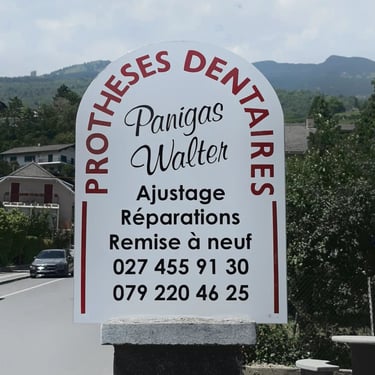 PROTHESES DENTAIRES
Panigas
Walter
Ajustage
Réparations
Remise à neuf
027 455 91 30
079 220 46 25